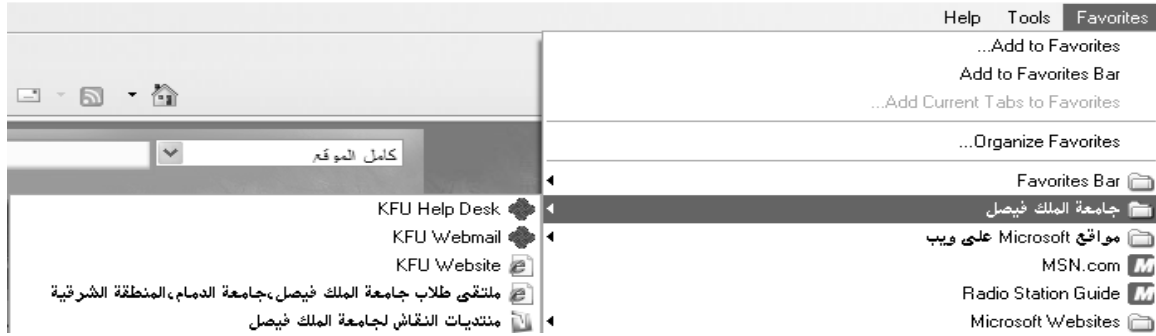 Favorites Tools Help
Add to Favorites...
Add to Favorites Bar
Add Current Tabs to Favorites...
Organize Favorites...
كامل الموقع
Favorites Bar
جامعة الملك فيصل
مواقع Microsoft على ويب
MSN.com
Radio Station Guide
Microsoft Websites
KFU Help Desk
KFU Webmail
KFU Website
ملتقى طلاب جامعة الملك فيصل،جامعة الدمام،المنطقة الشرقية
منتديات النقاش لجامعة الملك فيصل